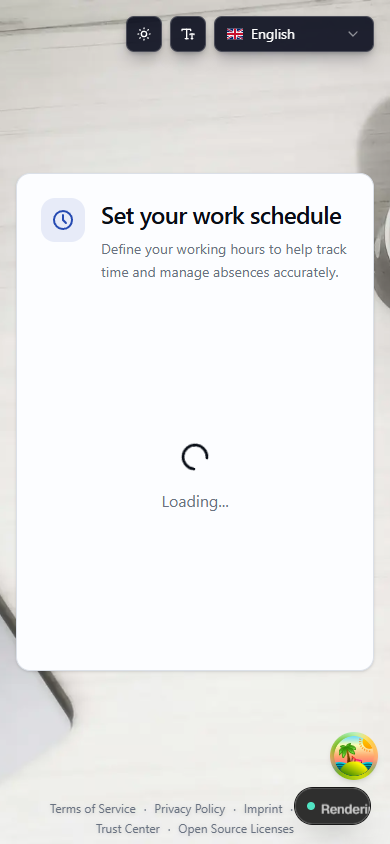 English
Set your work schedule
Define your working hours to help track
time and manage absences accurately.
Loading...
Terms of Service · Privacy Policy · Imprint ·
Trust Center · Open Source Licenses